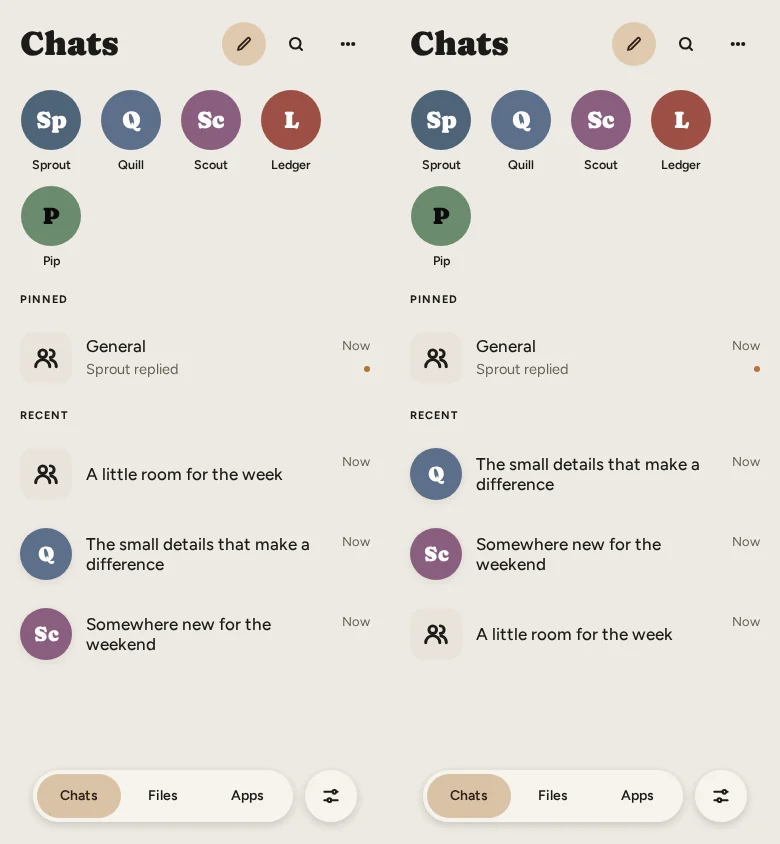 Chats
Sp Q Sc L
Sprout Quill Scout Ledger
P
Pip
PINNED
General Now
Sprout replied
RECENT
A little room for the week Now
Q The small details that make a Now
difference
Sc Somewhere new for the Now
weekend
Chats Files Apps
Chats
Sp Q Sc L
Sprout Quill Scout Ledger
P
Pip
PINNED
General Now
Sprout replied
RECENT
Q The small details that make a Now
difference
Sc Somewhere new for the Now
weekend
A little room for the week Now
Chats Files Apps